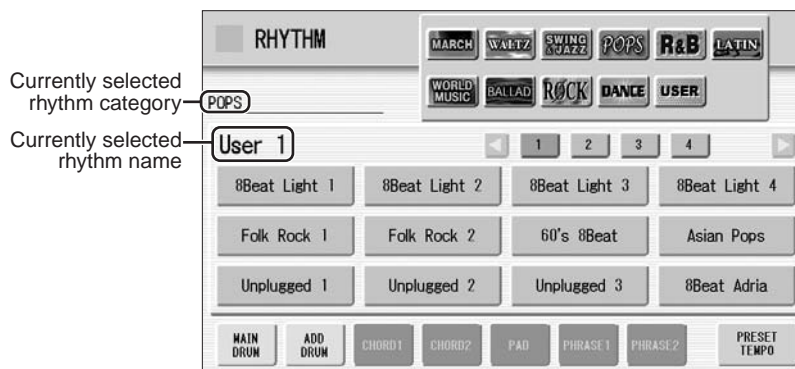 RHYTHM
MARCH WALTZ SWING & JAZZ POPS R&B LATIN
WORLD MUSIC BALLAD ROCK DANCE USER
Currently selected
rhythm category
POPS
Currently selected
rhythm name
User 1
1 2 3 4
8Beat Light 1 8Beat Light 2 8Beat Light 3 8Beat Light 4
Folk Rock 1 Folk Rock 2 60's 8Beat Asian Pops
Unplugged 1 Unplugged 2 Unplugged 3 8Beat Adria
MAIN DRUM ADD DRUM CHORD1 CHORD2 PAD PHRASE1 PHRASE2 PRESET TEMPO